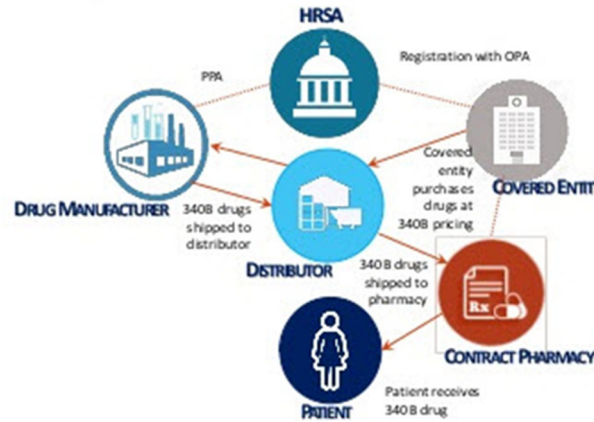 HRSA
PPA
Registration with OPA
DRUG MANUFACTURER
340B drugs
shipped to
distributor
Covered
entity
purchases
drugs at
340B pricing
COVERED ENTIT
DISTRIBUTOR
340B drugs
shipped to
pharmacy
Rx
CONTRACT PHARMACY
PATIENT
Patient receives
340B drug